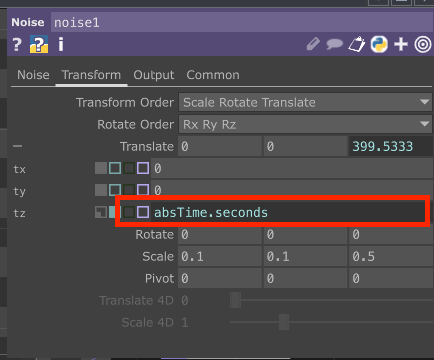 Noise noise1
? ? i
Noise Transform Output Common
Transform Order Scale Rotate Translate
Rotate Order Rx Ry Rz
Translate 0 0 399.5333
tx 0
ty 0
tz absTime.seconds
Rotate 0 0 0
Scale 0.1 0.1 0.5
Pivot 0 0 0
Translate 4D 0
Scale 4D 1